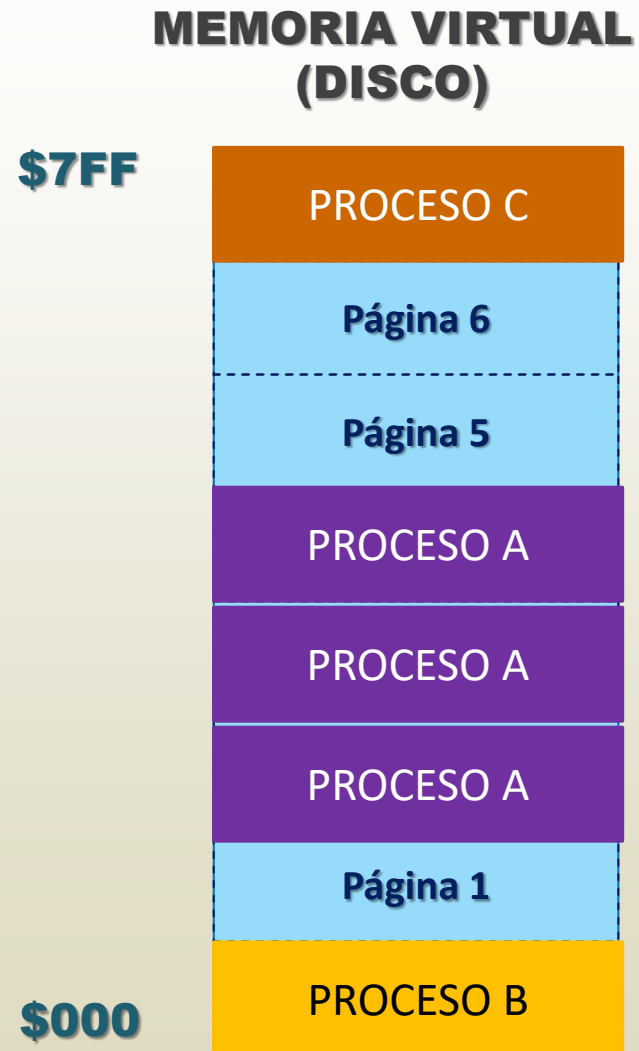 MEMORIA VIRTUAL
(DISCO)
$7FF
PROCESO C
Página 6
Página 5
PROCESO A
PROCESO A
PROCESO A
Página 1
PROCESO B
$000